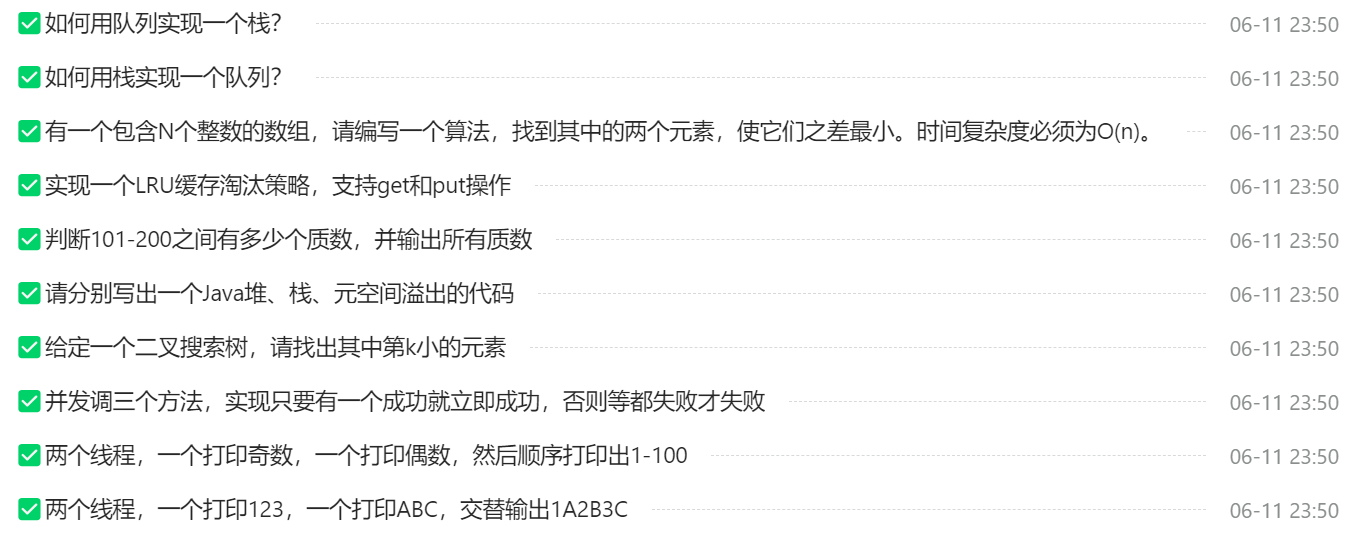 如何用队列实现一个栈？ 06-11 23:50
如何用栈实现一个队列？ 06-11 23:50
有一个包含N个整数的数组，请编写一个算法，找到其中的两个元素，使它们之差最小。时间复杂度必须为O(n)。 06-11 23:50
实现一个LRU缓存淘汰策略，支持get和put操作 06-11 23:50
判断101-200之间有多少个质数，并输出所有质数 06-11 23:50
请分别写出一个Java堆、栈、元空间溢出的代码 06-11 23:50
给定一个二叉搜索树，请找出其中第k小的元素 06-11 23:50
并发调三个方法，实现只要有一个成功就立即成功，否则等都失败才失败 06-11 23:50
两个线程，一个打印奇数，一个打印偶数，然后顺序打印出1-100 06-11 23:50
两个线程，一个打印123，一个打印ABC，交替输出1A2B3C 06-11 23:50